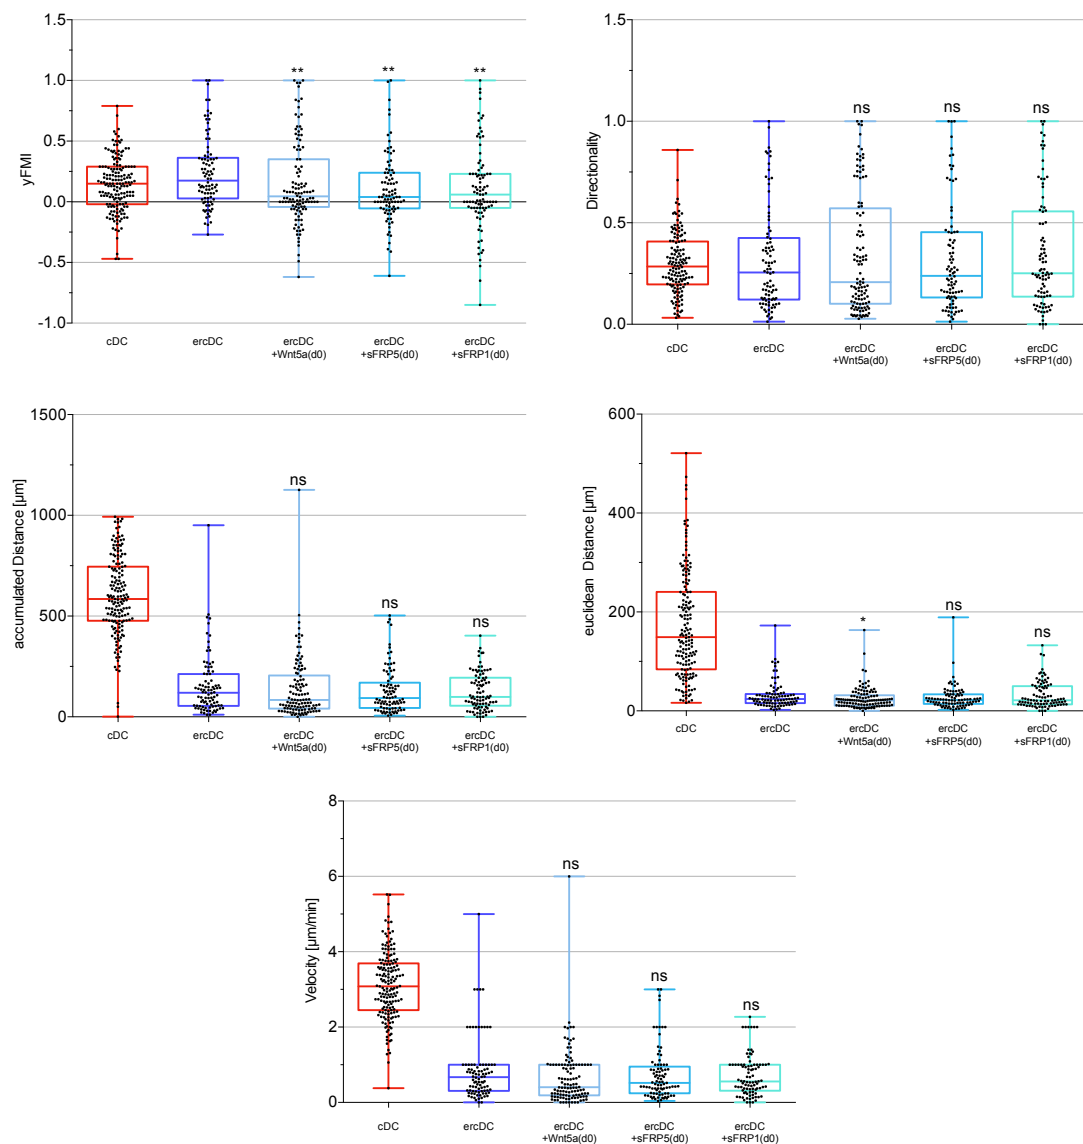 yFMI
1.5
1.0
0.5
0.0
-0.5
-1.0
** ** **
cDC ercDC ercDC ercDC ercDC
+Wnt5a(d0) +sFRP5(d0) +sFRP1(d0)
Directionality
1.5
1.0
0.5
0.0
ns ns ns
cDC ercDC ercDC ercDC ercDC
+Wnt5a(d0) +sFRP5(d0) +sFRP1(d0)
accumulated Distance [µm]
1500
1000
500
0
ns ns ns
cDC ercDC ercDC ercDC ercDC
+Wnt5a(d0) +sFRP5(d0) +sFRP1(d0)
euclidean Distance [µm]
600
400
200
0
* ns ns
cDC ercDC ercDC ercDC ercDC
+Wnt5a(d0) +sFRP5(d0) +sFRP1(d0)
Velocity [µm/min]
8
6
4
2
0
ns ns ns
cDC ercDC ercDC ercDC ercDC
+Wnt5a(d0) +sFRP5(d0) +sFRP1(d0)